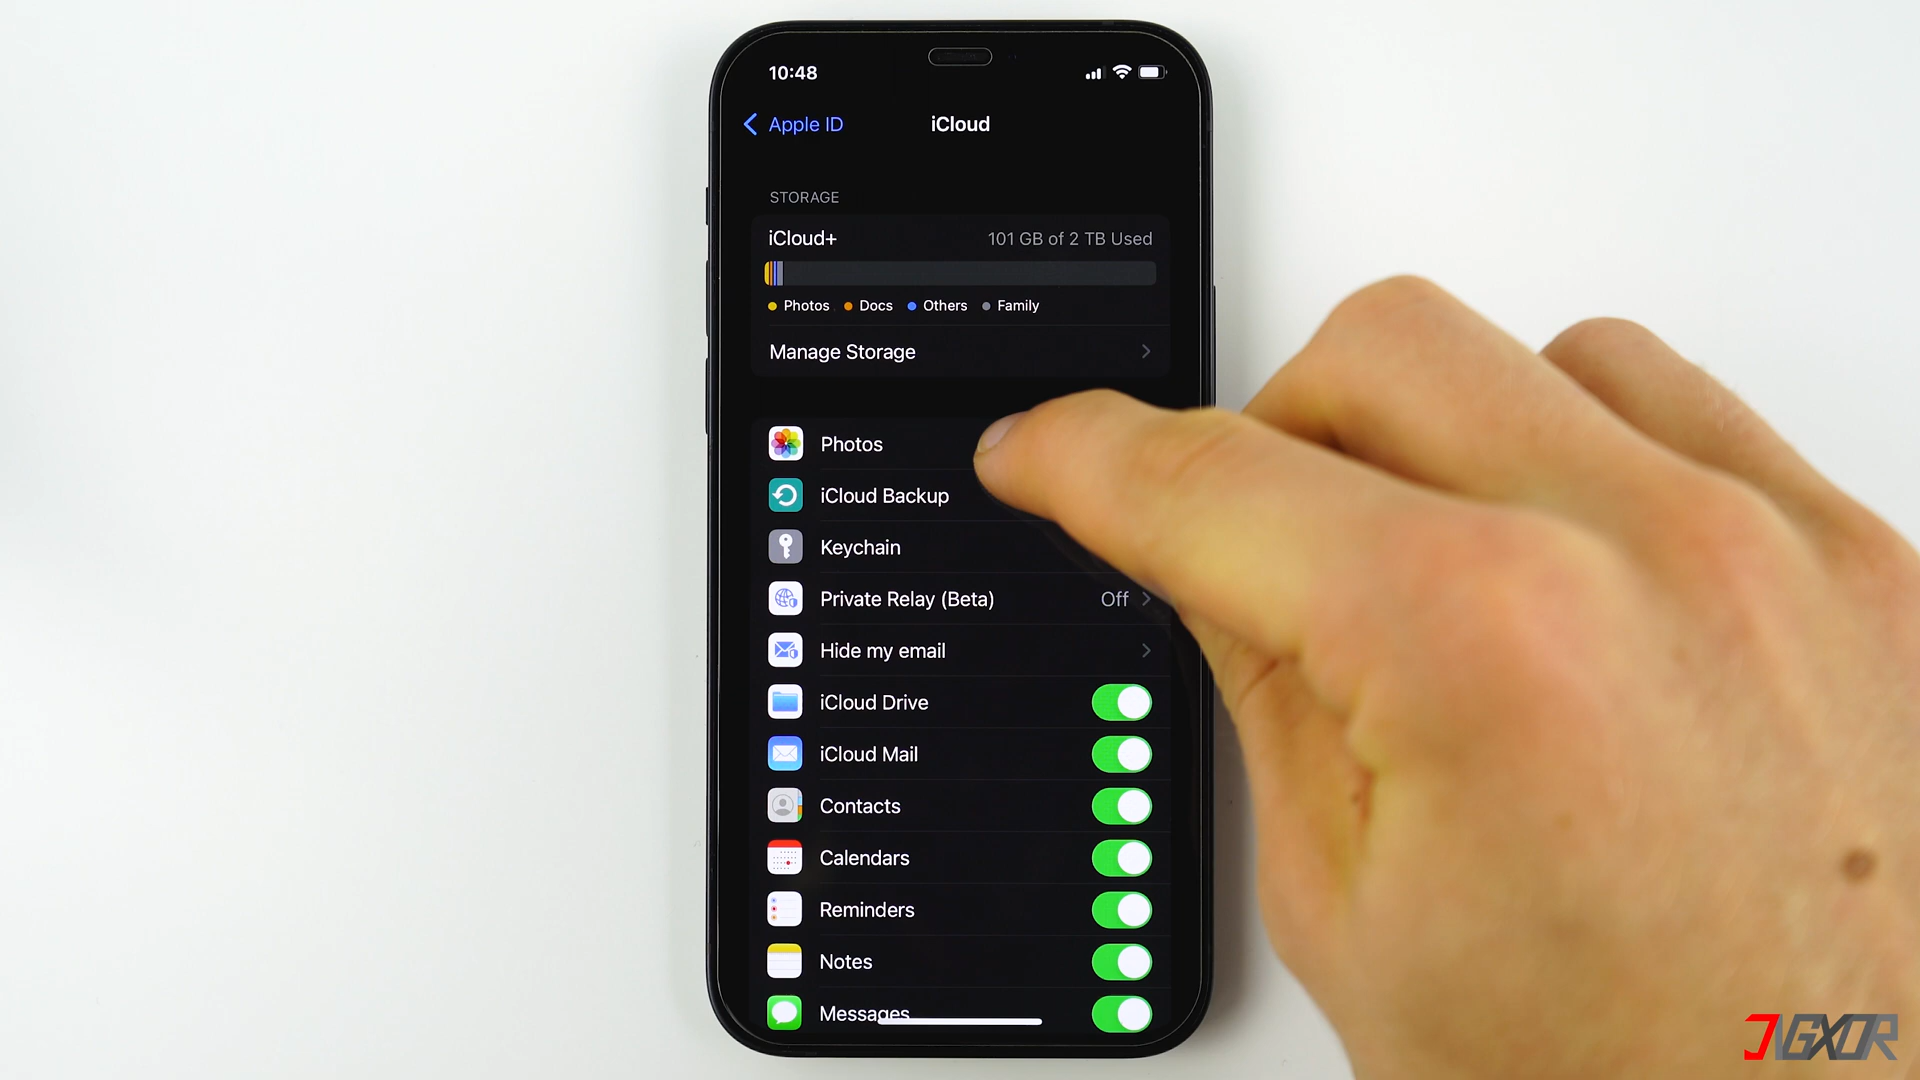 10:48
Apple ID
iCloud
STORAGE
iCloud+ 101 GB of 2 TB Used
Photos Docs Others Family
Manage Storage
Photos
iCloud Backup
Keychain
Private Relay (Beta) Off
Hide my email
iCloud Drive
iCloud Mail
Contacts
Calendars
Reminders
Notes
Messages
JIGXOR